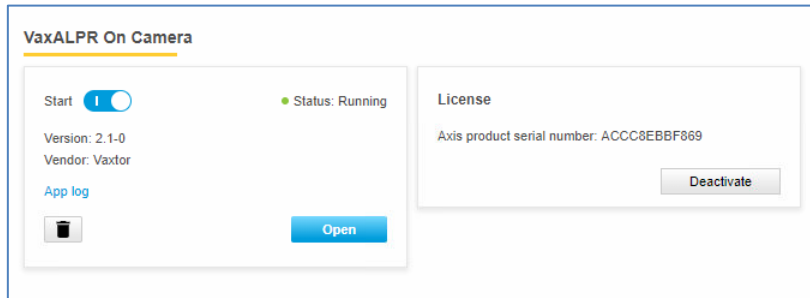 VaxALPR On Camera
Start
Status: Running
Version: 2.1-0
Vendor: Vaxtor
App log
Open
License
Axis product serial number: ACCC8EBBF869
Deactivate